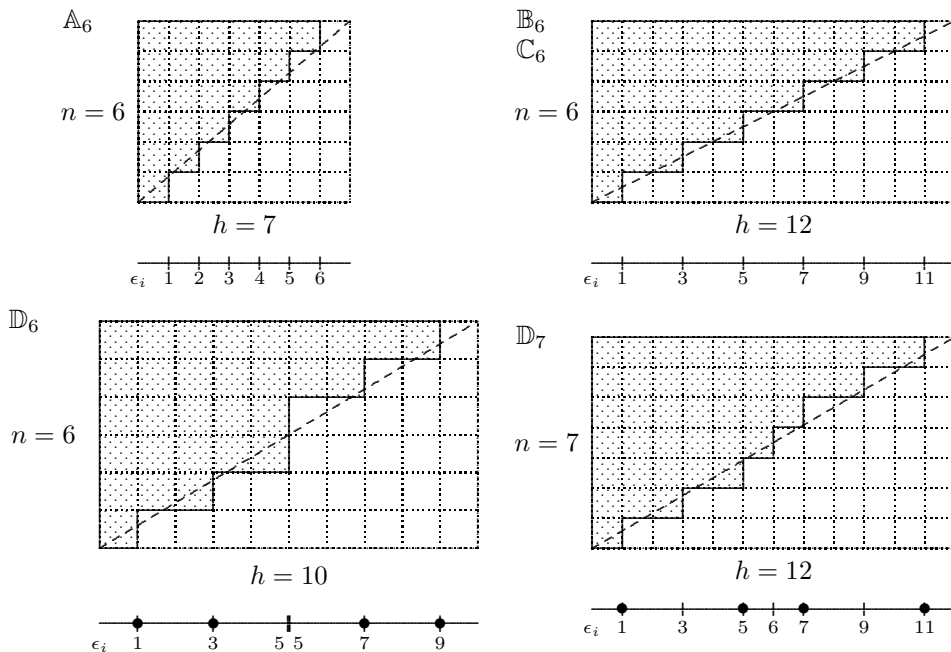 𝔸₆
n = 6
h = 7
ϵᵢ 1 2 3 4 5 6
𝔹₆
ℂ₆
n = 6
h = 12
ϵᵢ 1 3 5 7 9 11
𝔻₆
n = 6
h = 10
ϵᵢ 1 3 5 5 7 9
𝔻₇
n = 7
h = 12
ϵᵢ 1 3 5 6 7 9 11